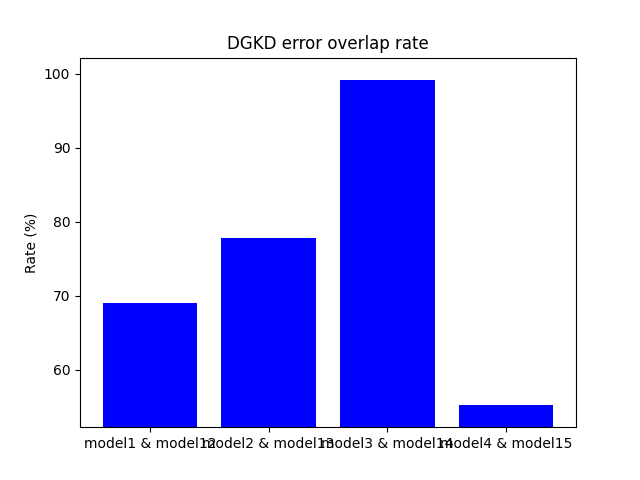 DGKD error overlap rate
100
90
80
70
60
Rate (%)
model1 & model12
model2 & model13
model3 & model14
model4 & model15